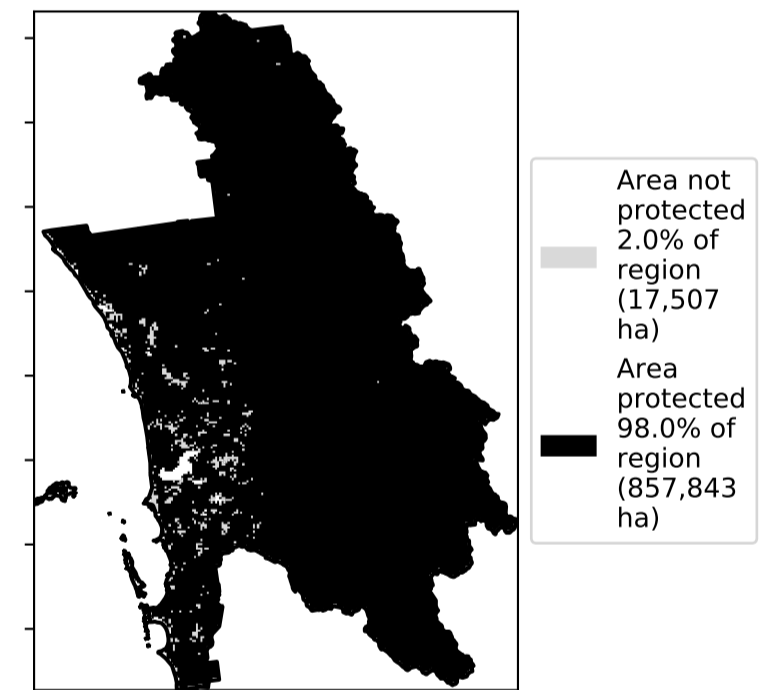 Area not
protected
2.0% of
region
(17,507
ha)
Area
protected
98.0% of
region
(857,843
ha)